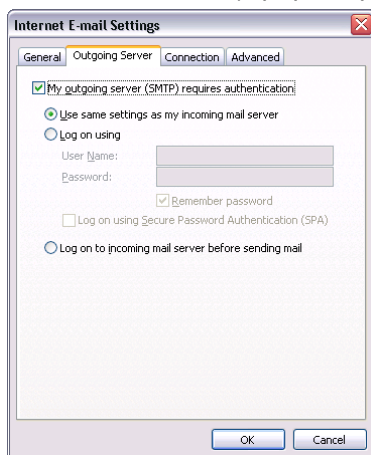 Internet E-mail Settings
General Outgoing Server Connection Advanced
My outgoing server (SMTP) requires authentication
Use same settings as my incoming mail server
Log on using
User Name:
Password:
Remember password
Log on using Secure Password Authentication (SPA)
Log on to incoming mail server before sending mail
OK Cancel